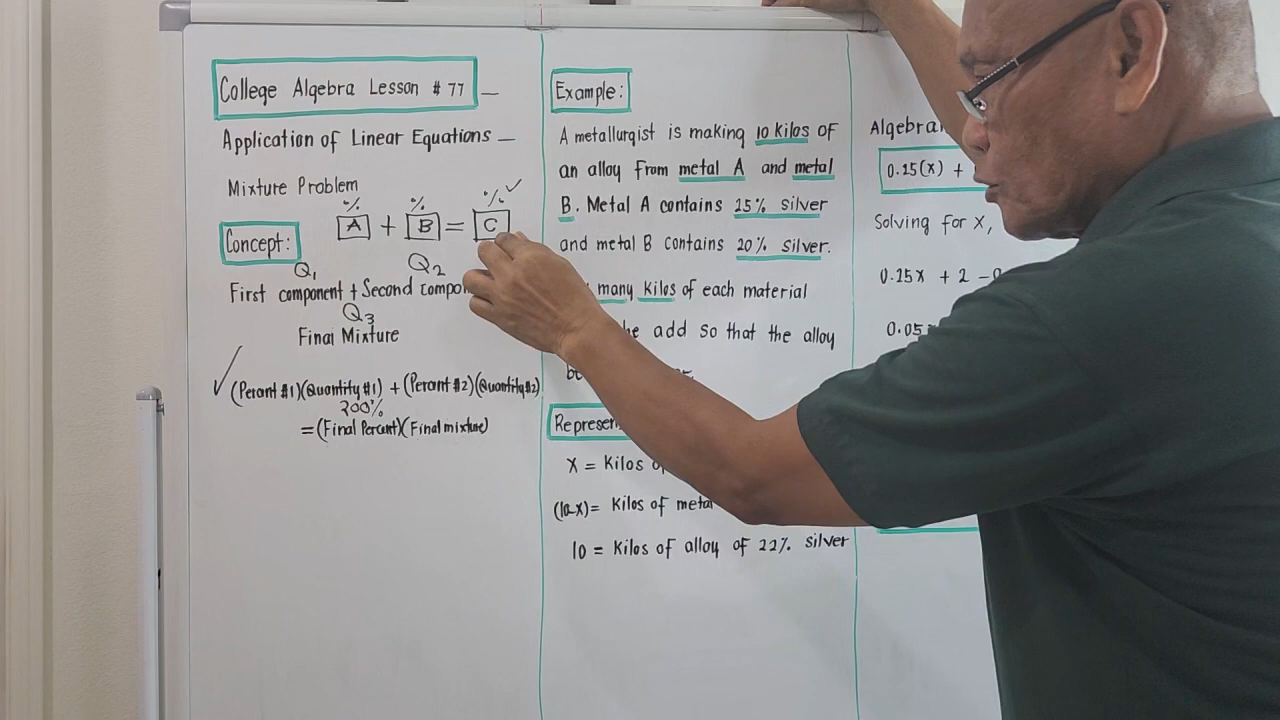 College Algebra Lesson # 77
Application of Linear Equations
Mixture Problem
% % %
Concept: A + B = C
Q₁ Q₂
First component + Second compo
Q₃
Final Mixture
(Percent #1)(Quantity #1) + (Percent #2)(Quantity #2)
200%
= (Final Percent)(Final mixture)
Example:
A metallurgist is making 10 kilos of
an alloy from metal A and metal
B. Metal A contains 25% silver
and metal B contains 20% silver.
many kilos of each material
he add so that the alloy
Represen
X = Kilos of
(10-X) = Kilos of metal
10 = Kilos of alloy of 22% silver
Algebra
0.25(x) +
Solving for X,
0.25x + 2 - 0
0.05